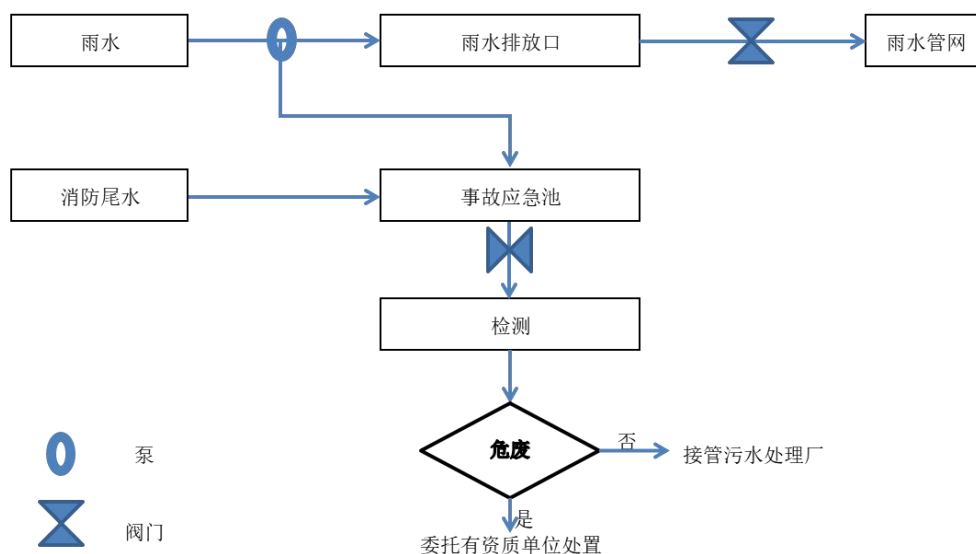 雨水
雨水排放口
雨水管网
消防尾水
事故应急池
检测
危废
否
接管污水处理厂
泵
是
阀门
委托有资质单位处置